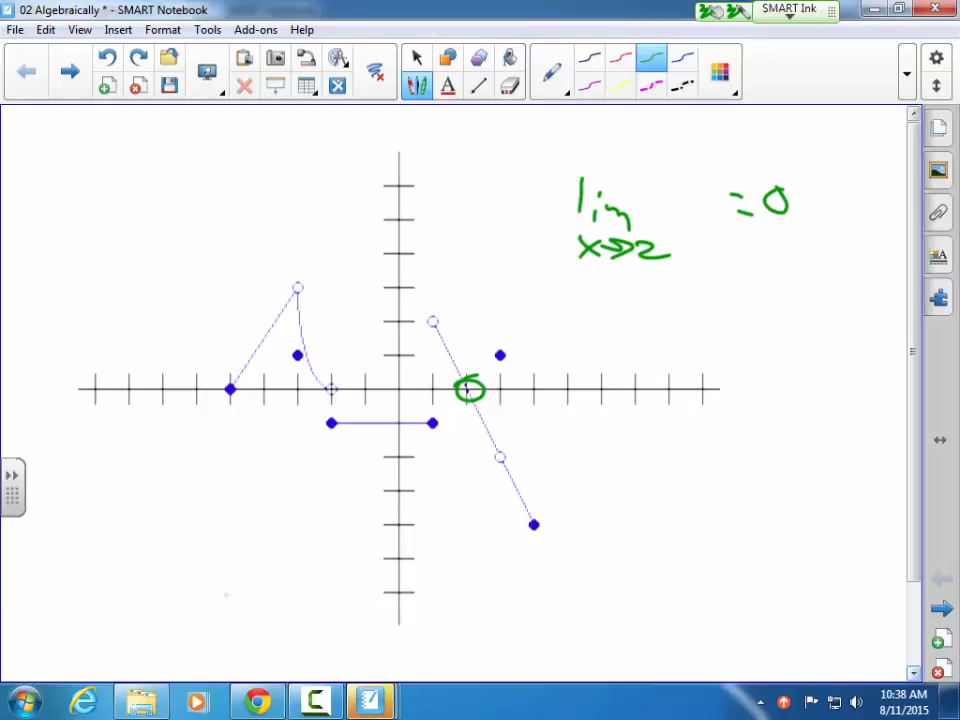 02 Algebraically * - SMART Notebook
SMART Ink
File Edit View Insert Format Tools Add-ons Help
lim = 0
x→2
10:38 AM
8/11/2015